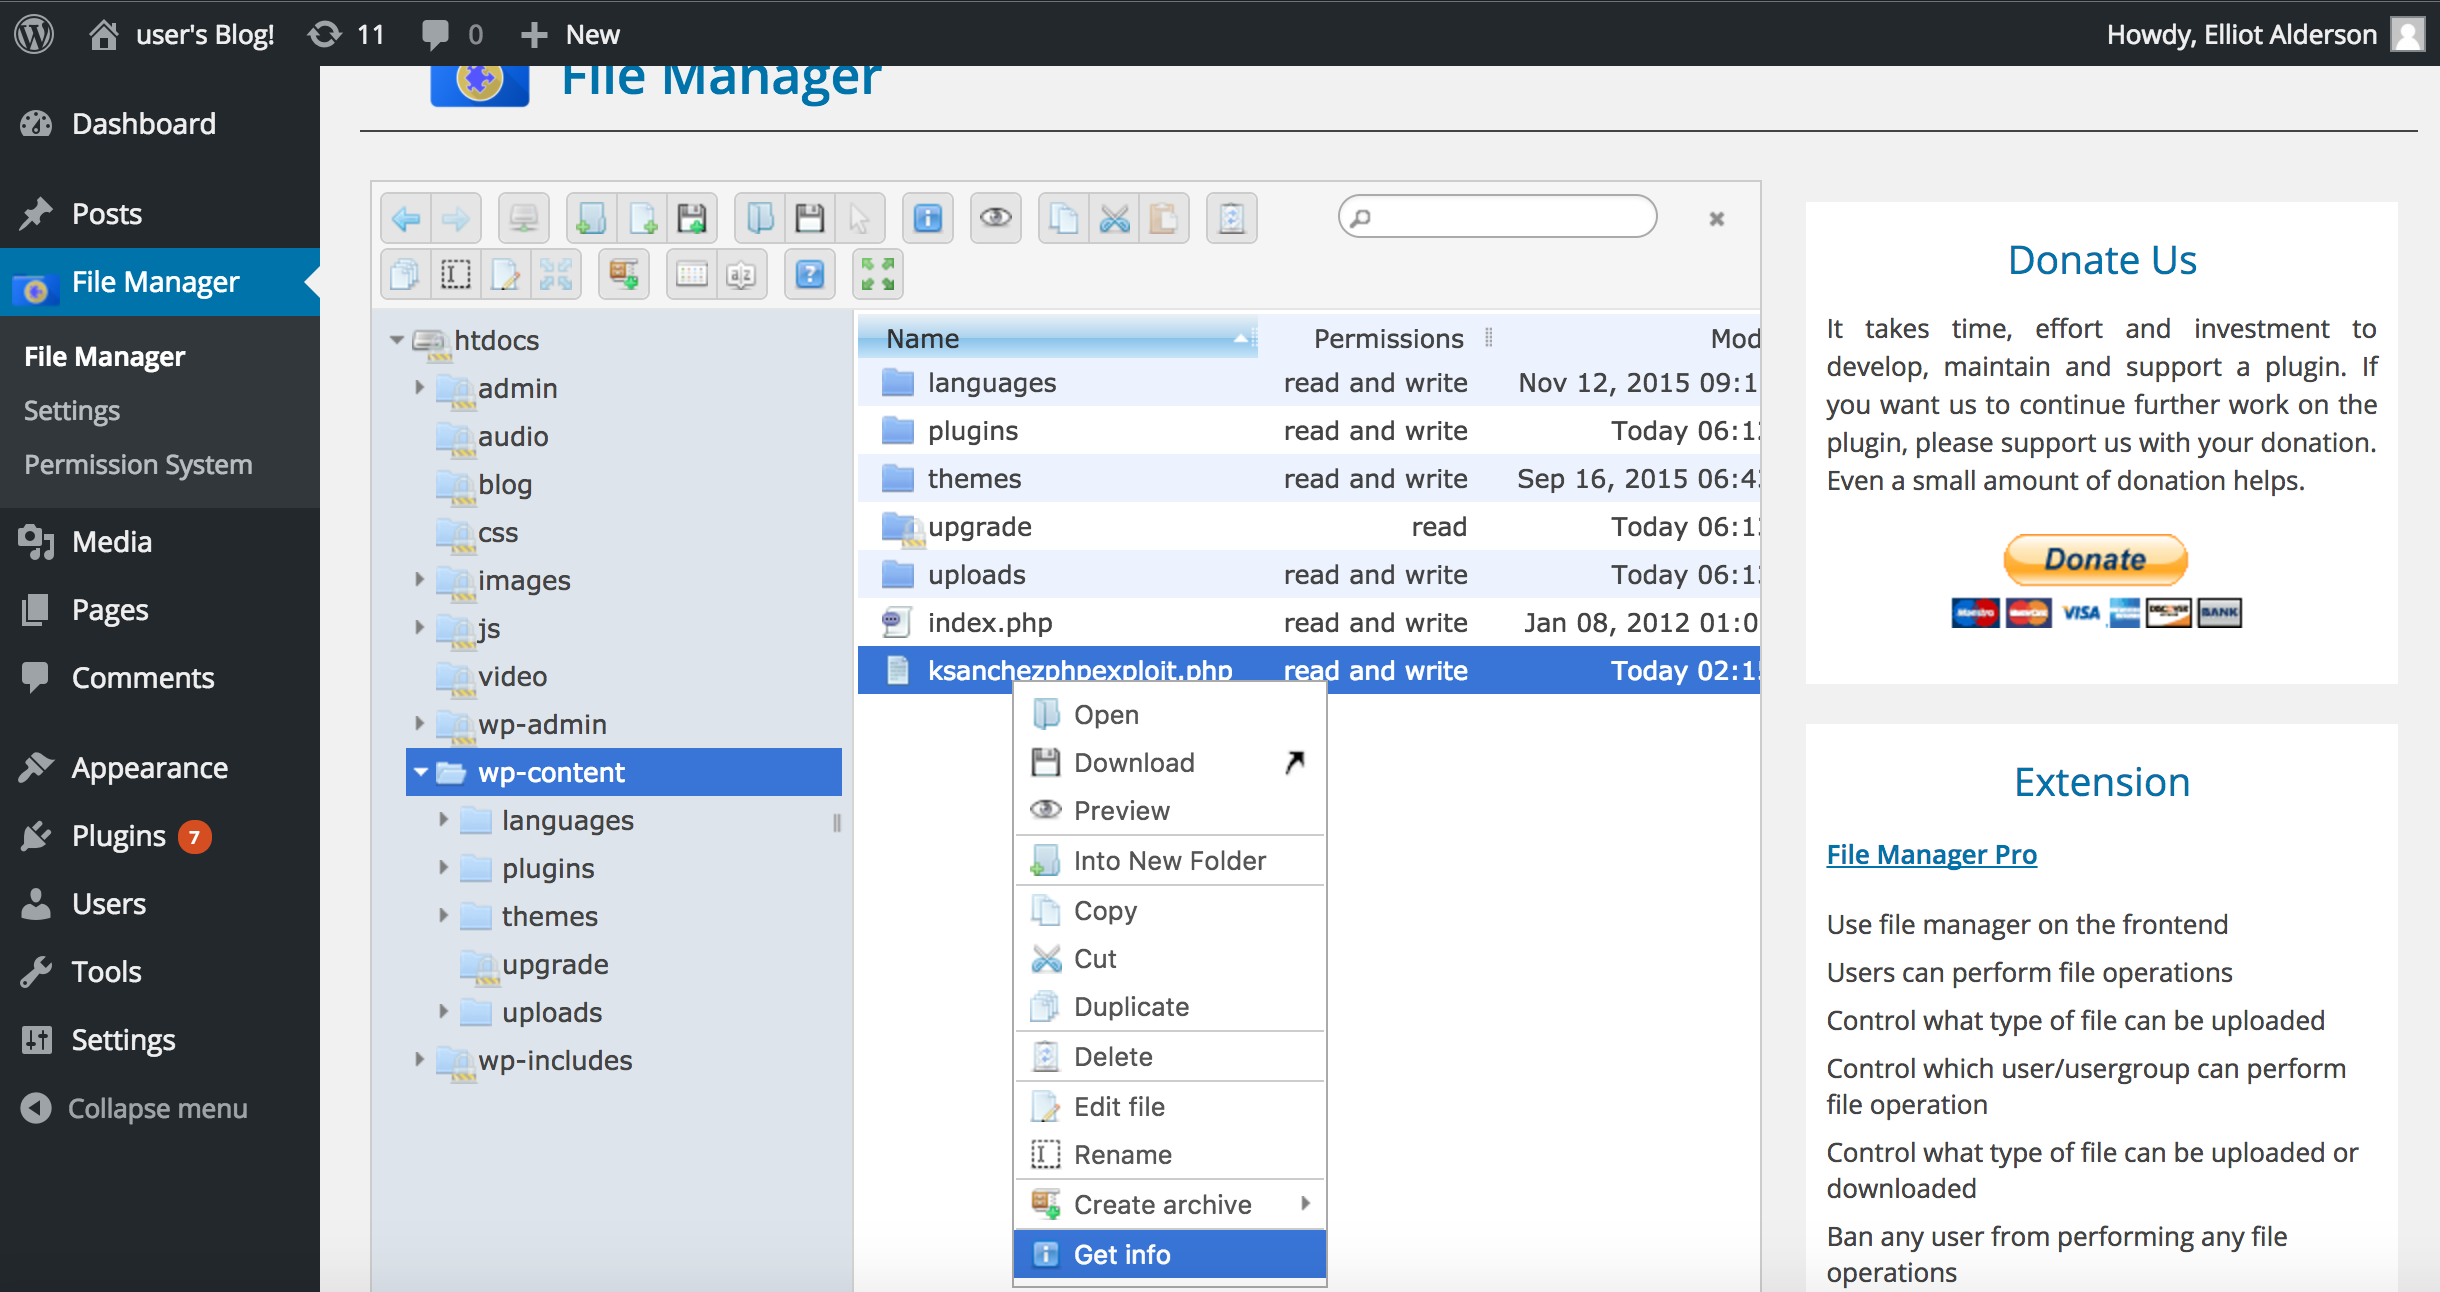 user's Blog! 11 0 New Howdy, Elliot Alderson
File Manager
Dashboard
Posts
File Manager
File Manager
Settings
Permission System
Media
Pages
Comments
Appearance
Plugins 7
Users
Tools
Settings
Collapse menu
htdocs
admin
audio
blog
css
images
js
video
wp-admin
wp-content
languages
plugins
themes
upgrade
uploads
wp-includes
Name Permissions Mod
languages read and write Nov 12, 2015 09:1
plugins read and write Today 06:1
themes read and write Sep 16, 2015 06:4
upgrade read Today 06:1
uploads read and write Today 06:1
index.php read and write Jan 08, 2012 01:0
ksanchezphpexploit.php read and write Today 02:1
Open
Download
Preview
Into New Folder
Copy
Cut
Duplicate
Delete
Edit file
Rename
Create archive
Get info
Donate Us
It takes time, effort and investment to
develop, maintain and support a plugin. If
you want us to continue further work on the
plugin, please support us with your donation.
Even a small amount of donation helps.
Donate
Maestro MasterCard VISA DISCOVER BANK
Extension
File Manager Pro
Use file manager on the frontend
Users can perform file operations
Control what type of file can be uploaded
Control which user/usergroup can perform
file operation
Control what type of file can be uploaded or
downloaded
Ban any user from performing any file
operations